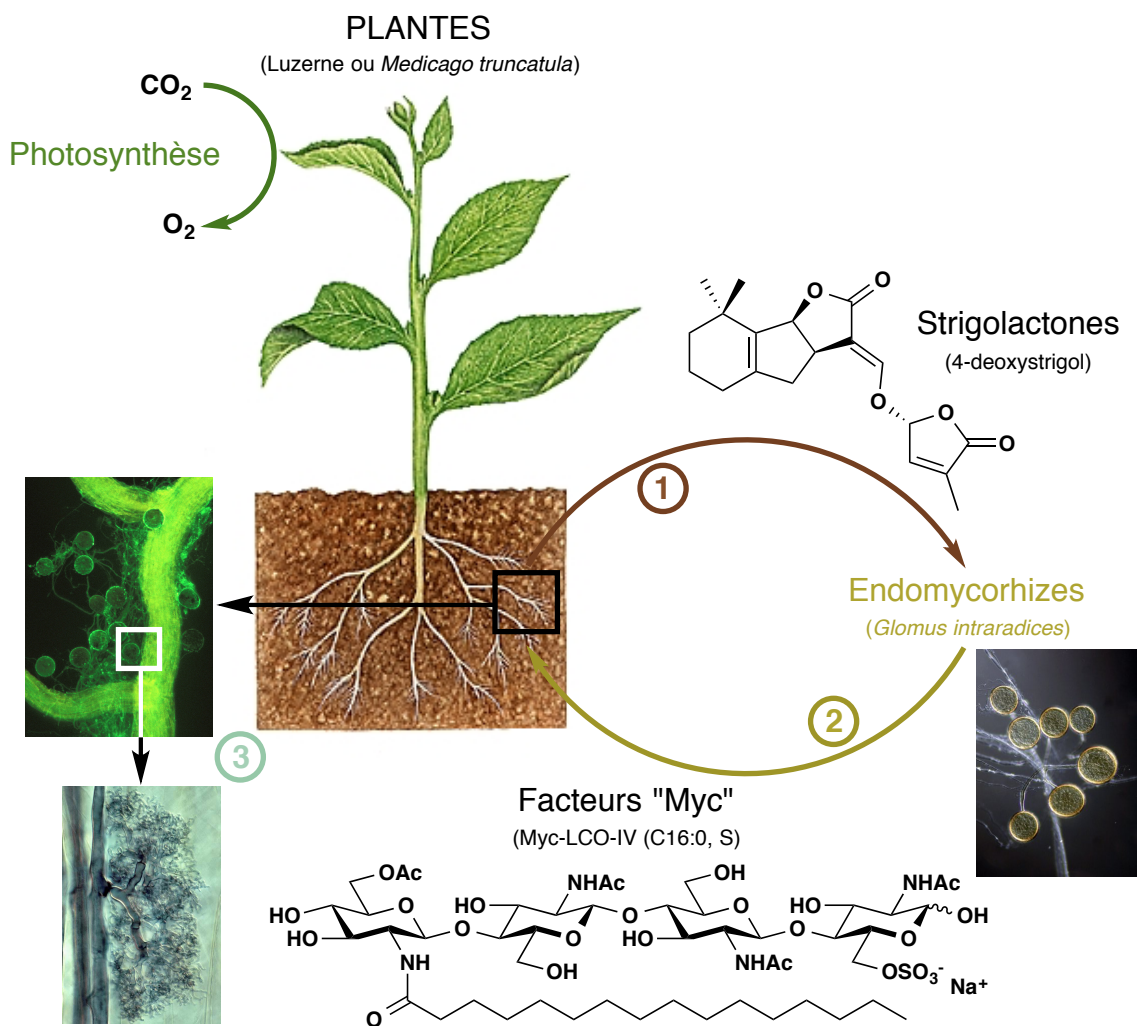 PLANTES
(Luzerne ou Medicago truncatula)
CO2
Photosynthèse
O2
O
O
Strigolactones
(4-deoxystrigol)
O
O
O
1
Endomycorhizes
(Glomus intraradices)
2
3
Facteurs "Myc"
(Myc-LCO-IV (C16:0, S)
OAc
HO
O
HO
O
NH
O
HO
NHAc
O
O
OH
OH
O
HO
O
NHAc
O
HO
NHAc
OH
O
OSO3-
Na+